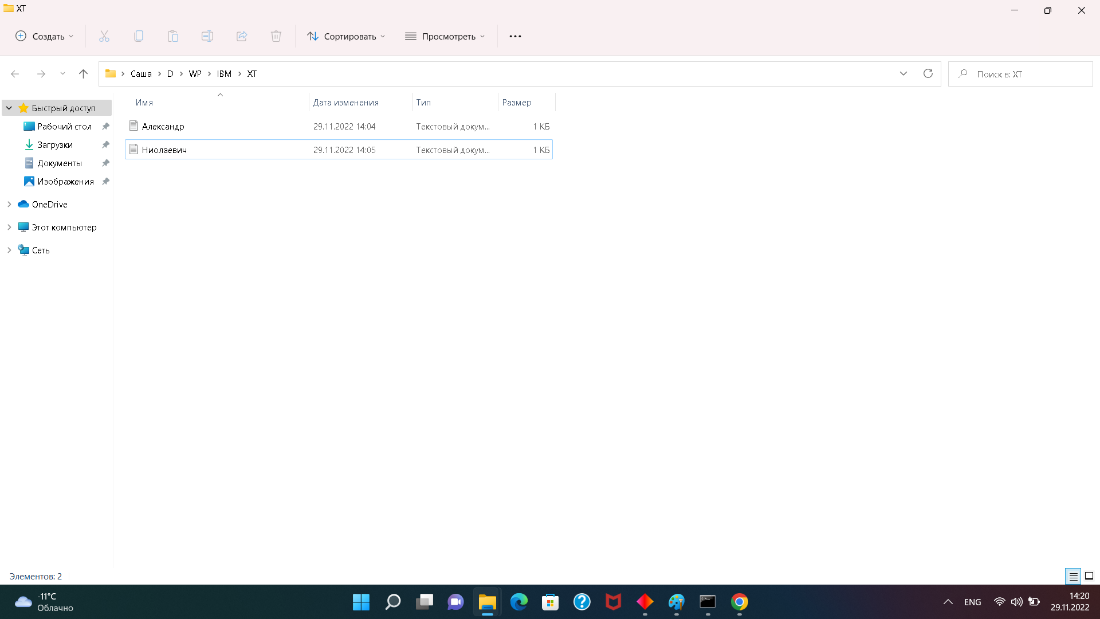 XT
Создать
Сортировать
Просмотреть
Саша > D > WP > IBM > XT
Поиск в: XT
Имя Дата изменения Тип Размер
Александр 29.11.2022 14:04 Текстовый докум... 1 КБ
Ниолаевич 29.11.2022 14:05 Текстовый докум... 1 КБ
Быстрый доступ
Рабочий стол
Загрузки
Документы
Изображения
OneDrive
Этот компьютер
Сеть
Элементов: 2
-11°C
Облачно
ENG
14:20
29.11.2022